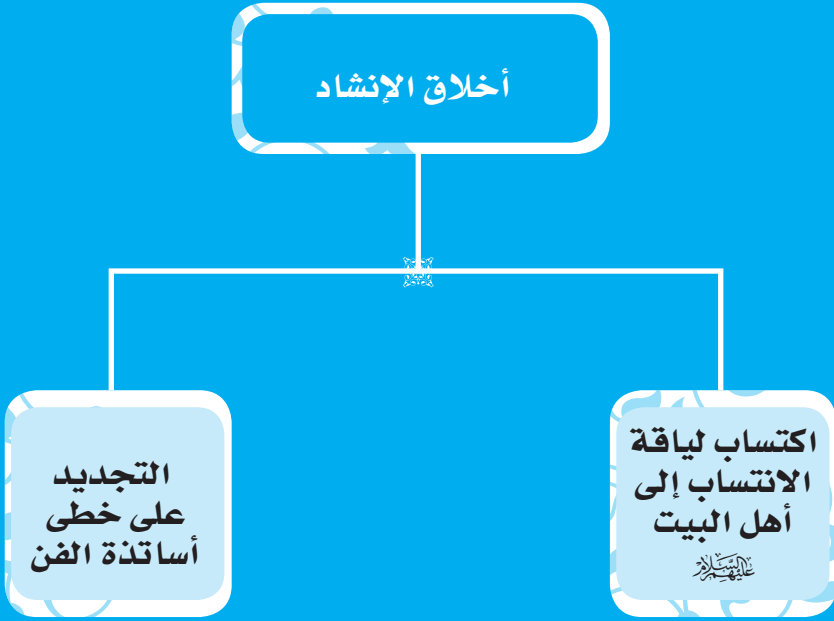 أخلاق الإنشاد
اكتساب لياقة
الانتساب إلى
أهل البيت
عليهم السلام
التجديد
على خطى
أساتذة الفن